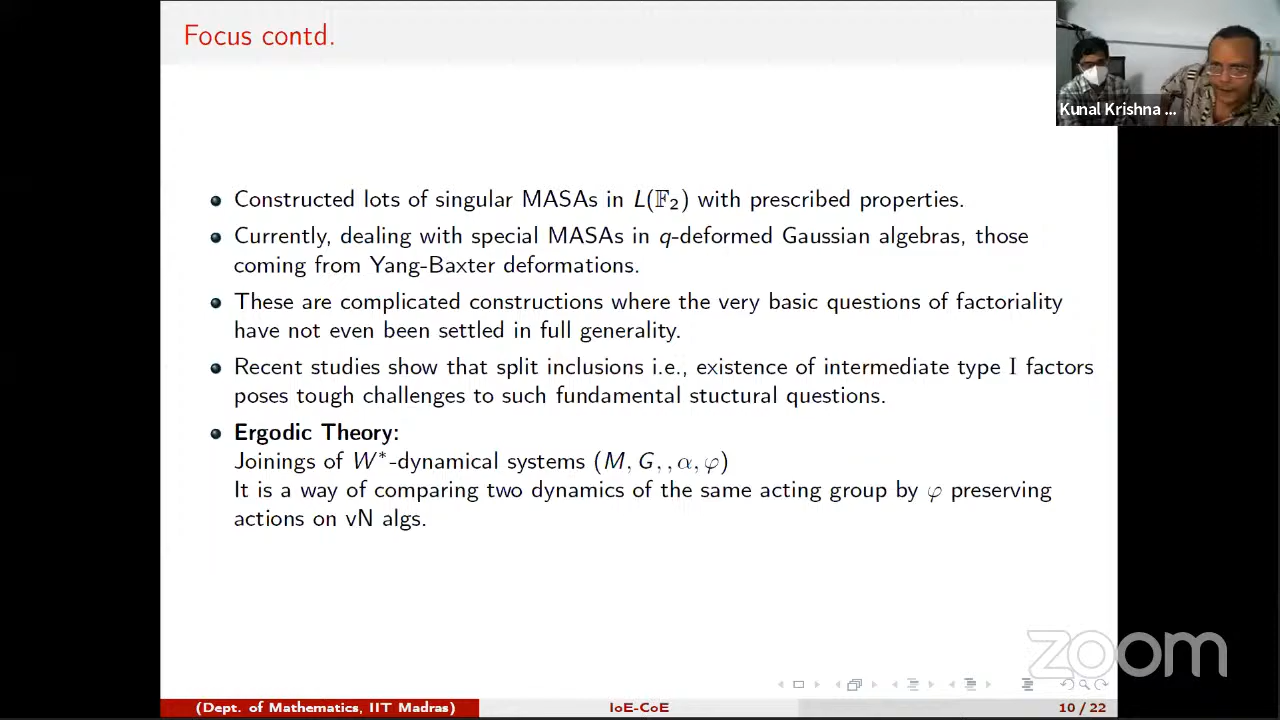 Focus contd.
Kunal Krishna ...
Constructed lots of singular MASAs in L(𝔽₂) with prescribed properties.
Currently, dealing with special MASAs in q-deformed Gaussian algebras, those
coming from Yang-Baxter deformations.
These are complicated constructions where the very basic questions of factoriality
have not even been settled in full generality.
Recent studies show that split inclusions i.e., existence of intermediate type I factors
poses tough challenges to such fundamental stuctural questions.
Ergodic Theory:
Joinings of W*-dynamical systems (M, G, , α, φ)
It is a way of comparing two dynamics of the same acting group by φ preserving
actions on vN algs.
zoom
(Dept. of Mathematics, IIT Madras) IoE-CoE 10 / 22